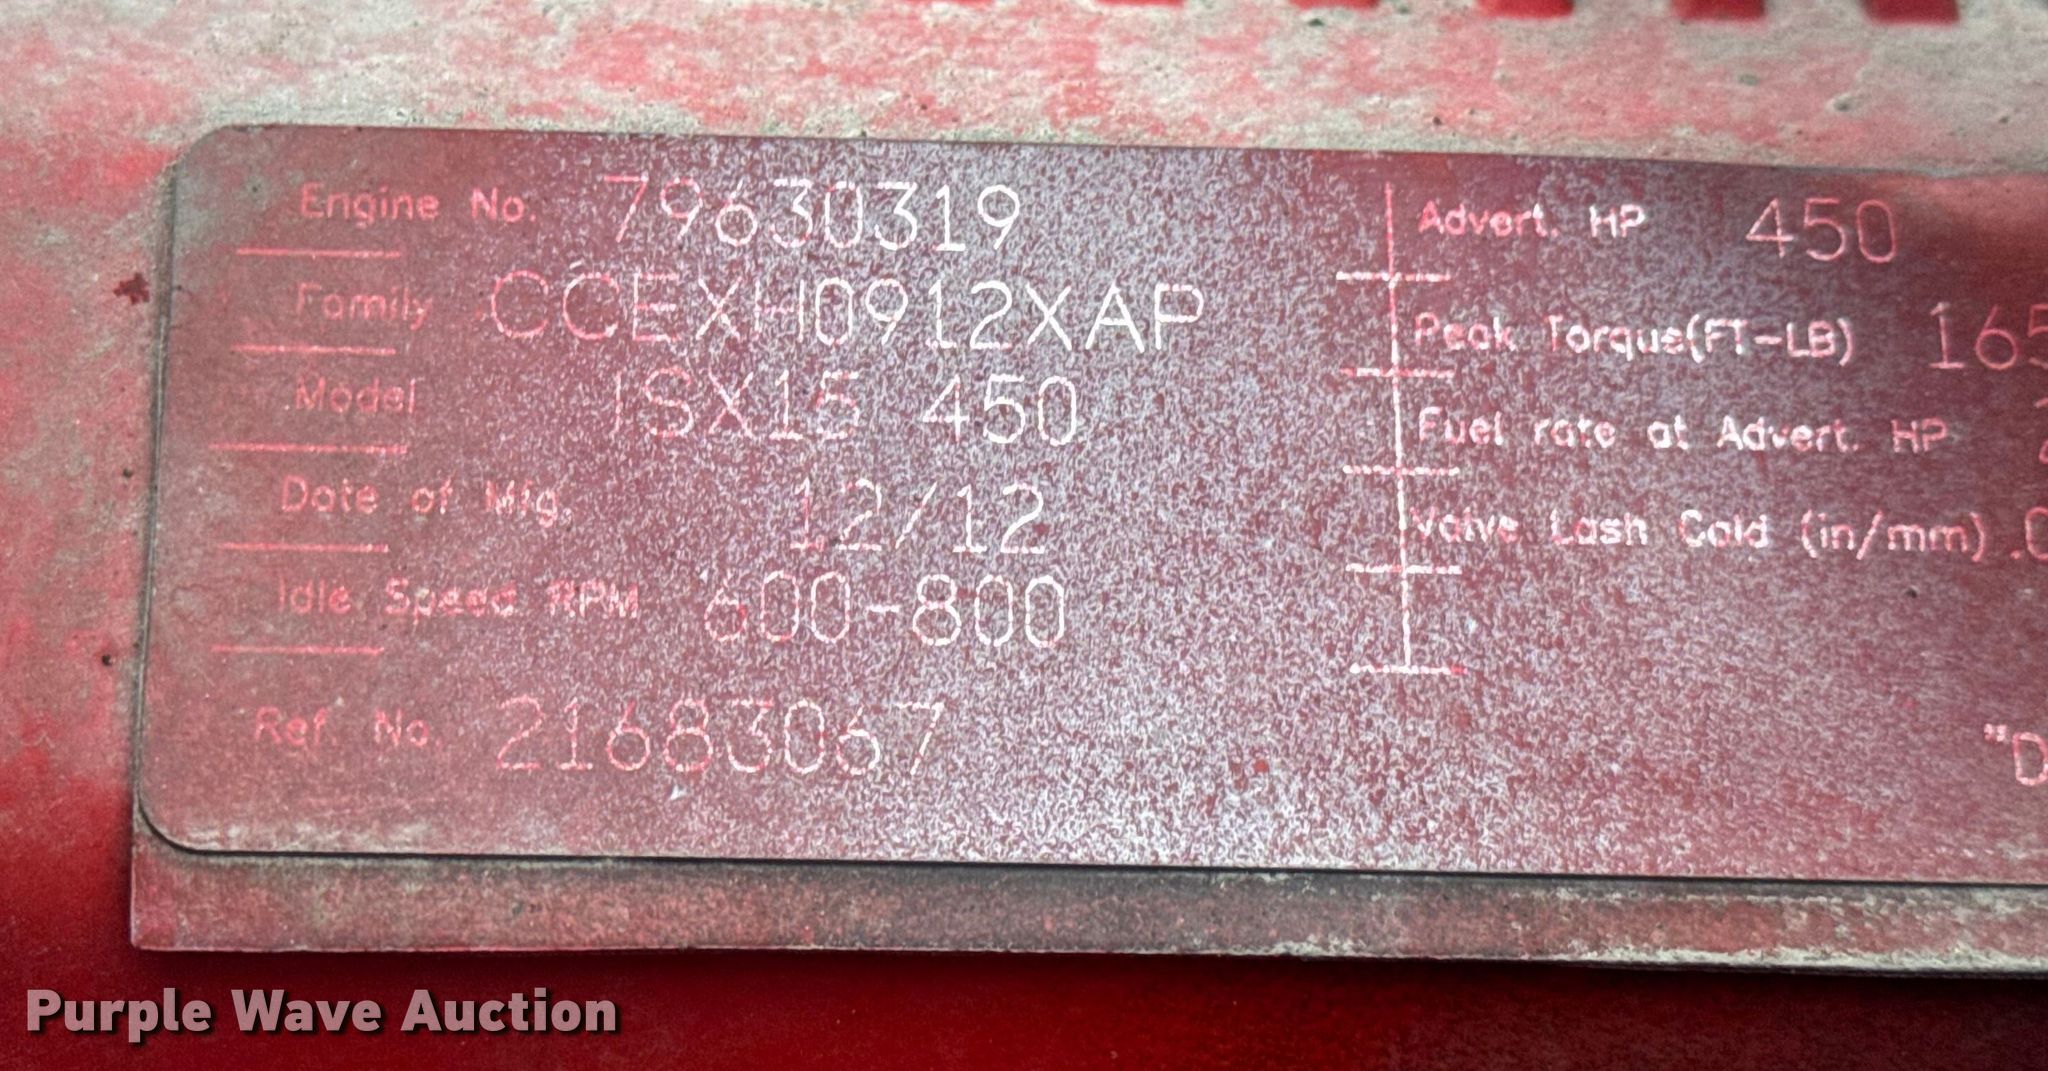 Engine No. 79630319
Family CCEXH0912XAP
Model ISX15 450
Date of Mfg. 12/12
Idle Speed RPM 600-800
Ref. No. 21683067
Advert. HP 450
Peak Torque(FT-LB) 165
Fuel rate at Advert. HP
Valve Lash Cold (in/mm) .0
"D
Purple Wave Auction